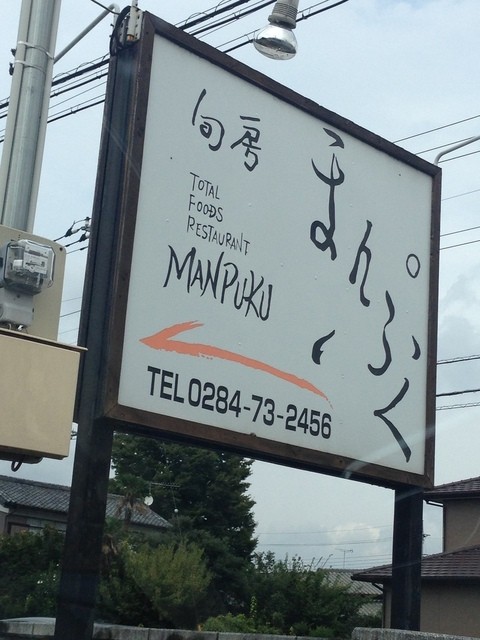 旬房
まんぷく
TOTAL
FOODS
RESTAURANT
MANPUKU
TEL0284-73-2456